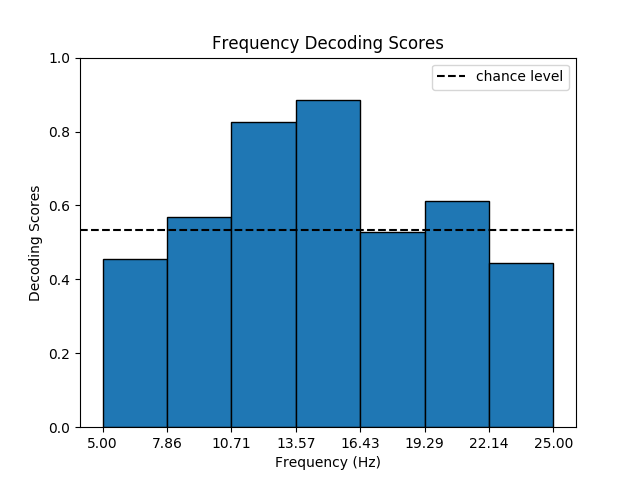 Frequency Decoding Scores
chance level
1.0
0.8
0.6
0.4
0.2
0.0
Decoding Scores
5.00 7.86 10.71 13.57 16.43 19.29 22.14 25.00
Frequency (Hz)